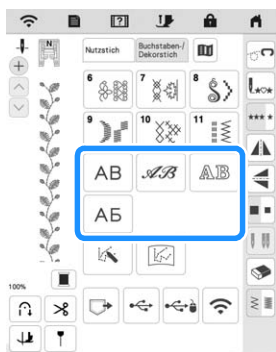 N
Nutzstich
Buchstaben-/
Dekorstich
6 7 8
9 10 11
AB AB AB
АБ
100%